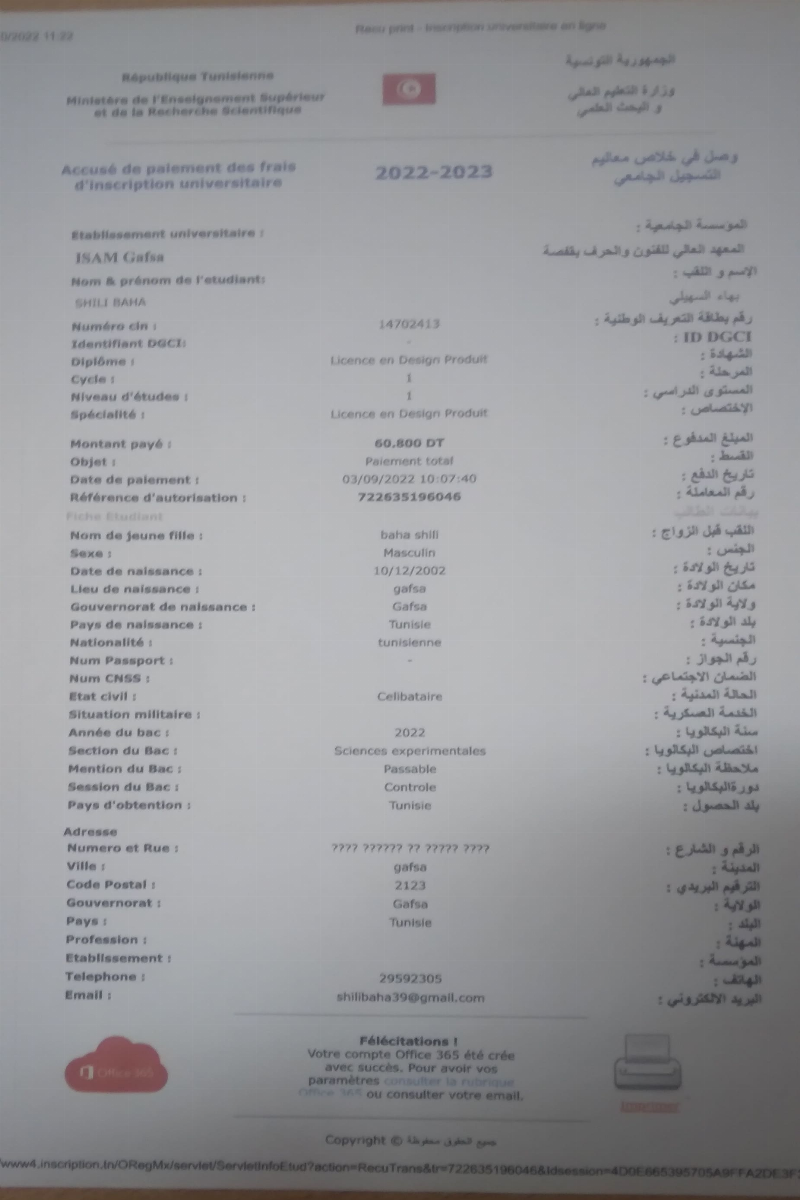 0/2022 11:22
Recu print - Inscription universitaire en ligne
République Tunisienne
الجمهورية التونسية
Ministère de l'Enseignement Supérieur
et de la Recherche Scientifique
وزارة التعليم العالي
و البحث العلمي
Accusé de paiement des frais
d'inscription universitaire
2022-2023
وصل في خلاص معاليم
التسجيل الجامعي
Etablissement universitaire : المؤسسة الجامعية :
ISAM Gafsa المعهد العالي للفنون والحرف بقفصة
Nom & prénom de l'etudiant: الإسم و اللقب :
SHILI BAHA بهاء السهيلي
Numéro cin : 14702413 رقم بطاقة التعريف الوطنية :
Identifiant DGCI: - ID DGCI :
Diplôme : Licence en Design Produit الشهادة :
Cycle : 1 المرحلة :
Niveau d'études : 1 المستوى الدراسي :
Spécialité : Licence en Design Produit الإختصاص :
Montant payé : 60.800 DT المبلغ المدفوع :
Objet : Paiement total القسط :
Date de paiement : 03/09/2022 10:07:40 تاريخ الدفع :
Référence d'autorisation : 722635196046 رقم المعاملة :
Fiche Etudiant بيانات الطالب
Nom de jeune fille : baha shili اللقب قبل الزواج :
Sexe : Masculin الجنس :
Date de naissance : 10/12/2002 تاريخ الولادة :
Lieu de naissance : gafsa مكان الولادة :
Gouvernorat de naissance : Gafsa ولاية الولادة :
Pays de naissance : Tunisie بلد الولادة :
Nationalité : tunisienne الجنسية :
Num Passport : - رقم الجواز :
Num CNSS : الضمان الاجتماعي :
Etat civil : Celibataire الحالة المدنية :
Situation militaire : الخدمة العسكرية :
Année du bac : 2022 سنة البكالويا :
Section du Bac : Sciences experimentales اختصاص البكالويا :
Mention du Bac : Passable ملاحظة البكالويا :
Session du Bac : Controle دورةالبكالويا :
Pays d'obtention : Tunisie بلد الحصول :
Adresse
Numero et Rue : ???? ?????? ?? ????? ???? الرقم و الشارع :
Ville : gafsa المدينة :
Code Postal : 2123 الترقيم البريدي :
Gouvernorat : Gafsa الولاية :
Pays : Tunisie البلد :
Profession : المهنة :
Etablissement : المؤسسة :
Telephone : 29592305 الهاتف :
Email : shilibaha39@gmail.com البريد الالكتروني :
Office 365
Félécitations !
Votre compte Office 365 été crée
avec succès. Pour avoir vos
paramètres consulter la rubrique
Office 365 ou consulter votre email.
Imprimer
Copyright © جميع الحقوق محفوظة
/www4.inscription.tn/ORegMx/servlet/ServletInfoEtud?action=RecuTrans&tr=722635196046&Idsession=4D0E665395705A9FFA2DE3F